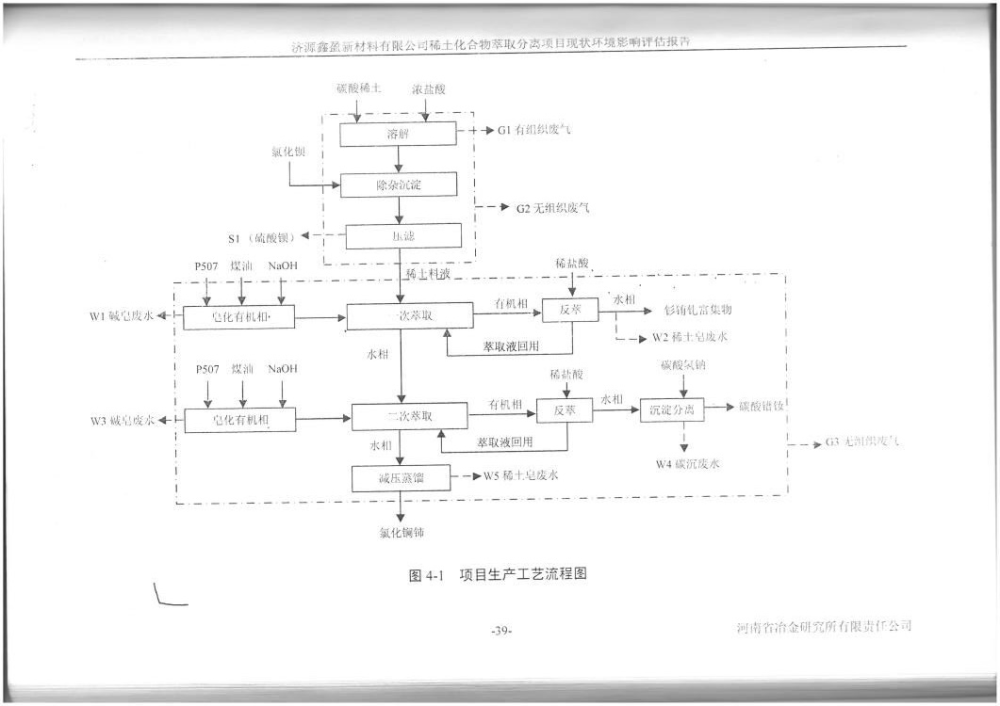 济源鑫盈新材料有限公司稀土化合物萃取分离项目现状环境影响评估报告
碳酸稀土 浓盐酸
溶解 G1 有组织废气
氯化钡
除杂沉淀
G2 无组织废气
S1（硫酸钡） 压滤
稀土料液
P507 煤油 NaOH 稀盐酸
W1 碱皂废水 皂化有机相 一次萃取 有机相 反萃 水相 钐铕钆富集物
萃取液回用 W2 稀土皂废水
水相
P507 煤油 NaOH 稀盐酸 碳酸氢钠
W3 碱皂废水 皂化有机相 二次萃取 有机相 反萃 水相 沉淀分离 碳酸镨钕
水相 萃取液回用 G3 无组织废气
W4 碳沉废水
减压蒸馏 W5 稀土皂废水
氯化镧铈
图 4-1 项目生产工艺流程图
-39-
河南省冶金研究所有限责任公司